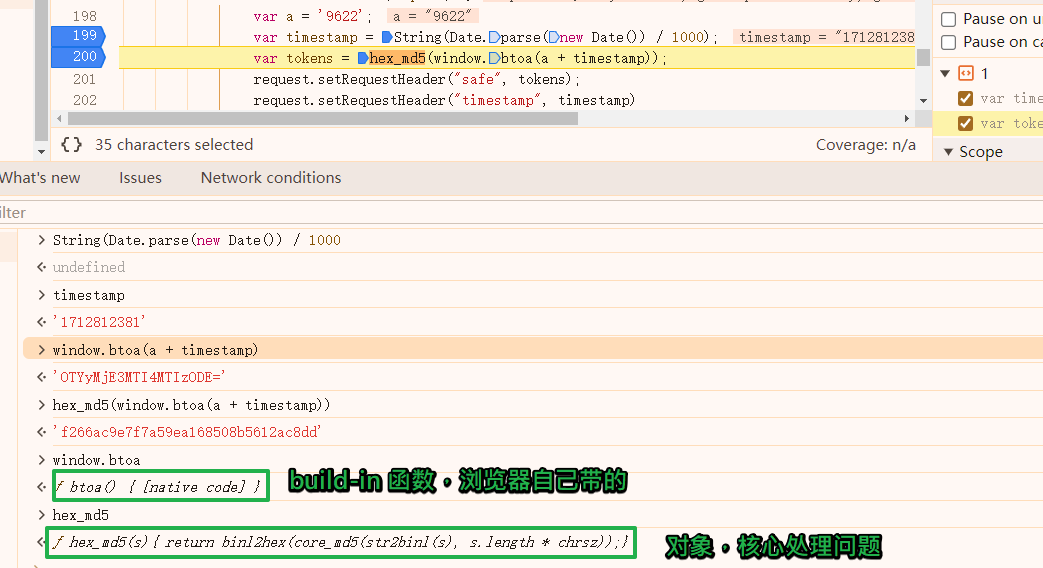 198 var a = '9622'; a = "9622"
Pause on
199 var timestamp = String(Date.parse(new Date()) / 1000); timestamp = "171281238
Pause on
200 var tokens = hex_md5(window.btoa(a + timestamp));
1
201 request.setRequestHeader("safe", tokens);
var
202 request.setRequestHeader("timestamp", timestamp)
var
{} 35 characters selected Coverage: n/a
Scope
What's new Issues Network conditions
ilter
> String(Date.parse(new Date()) / 1000
undefined
> timestamp
'1712812381'
> window.btoa(a + timestamp)
'OTYyMjE3MTI4MTIzODE='
> hex_md5(window.btoa(a + timestamp))
'f266ac9e7f7a59ea168508b5612ac8dd'
> window.btoa
ƒ btoa() { [native code] } build-in 函数，浏览器自己带的
> hex_md5
ƒ hex_md5(s){ return binl2hex(core_md5(str2binl(s), s.length * chrsz));} 对象，核心处理问题